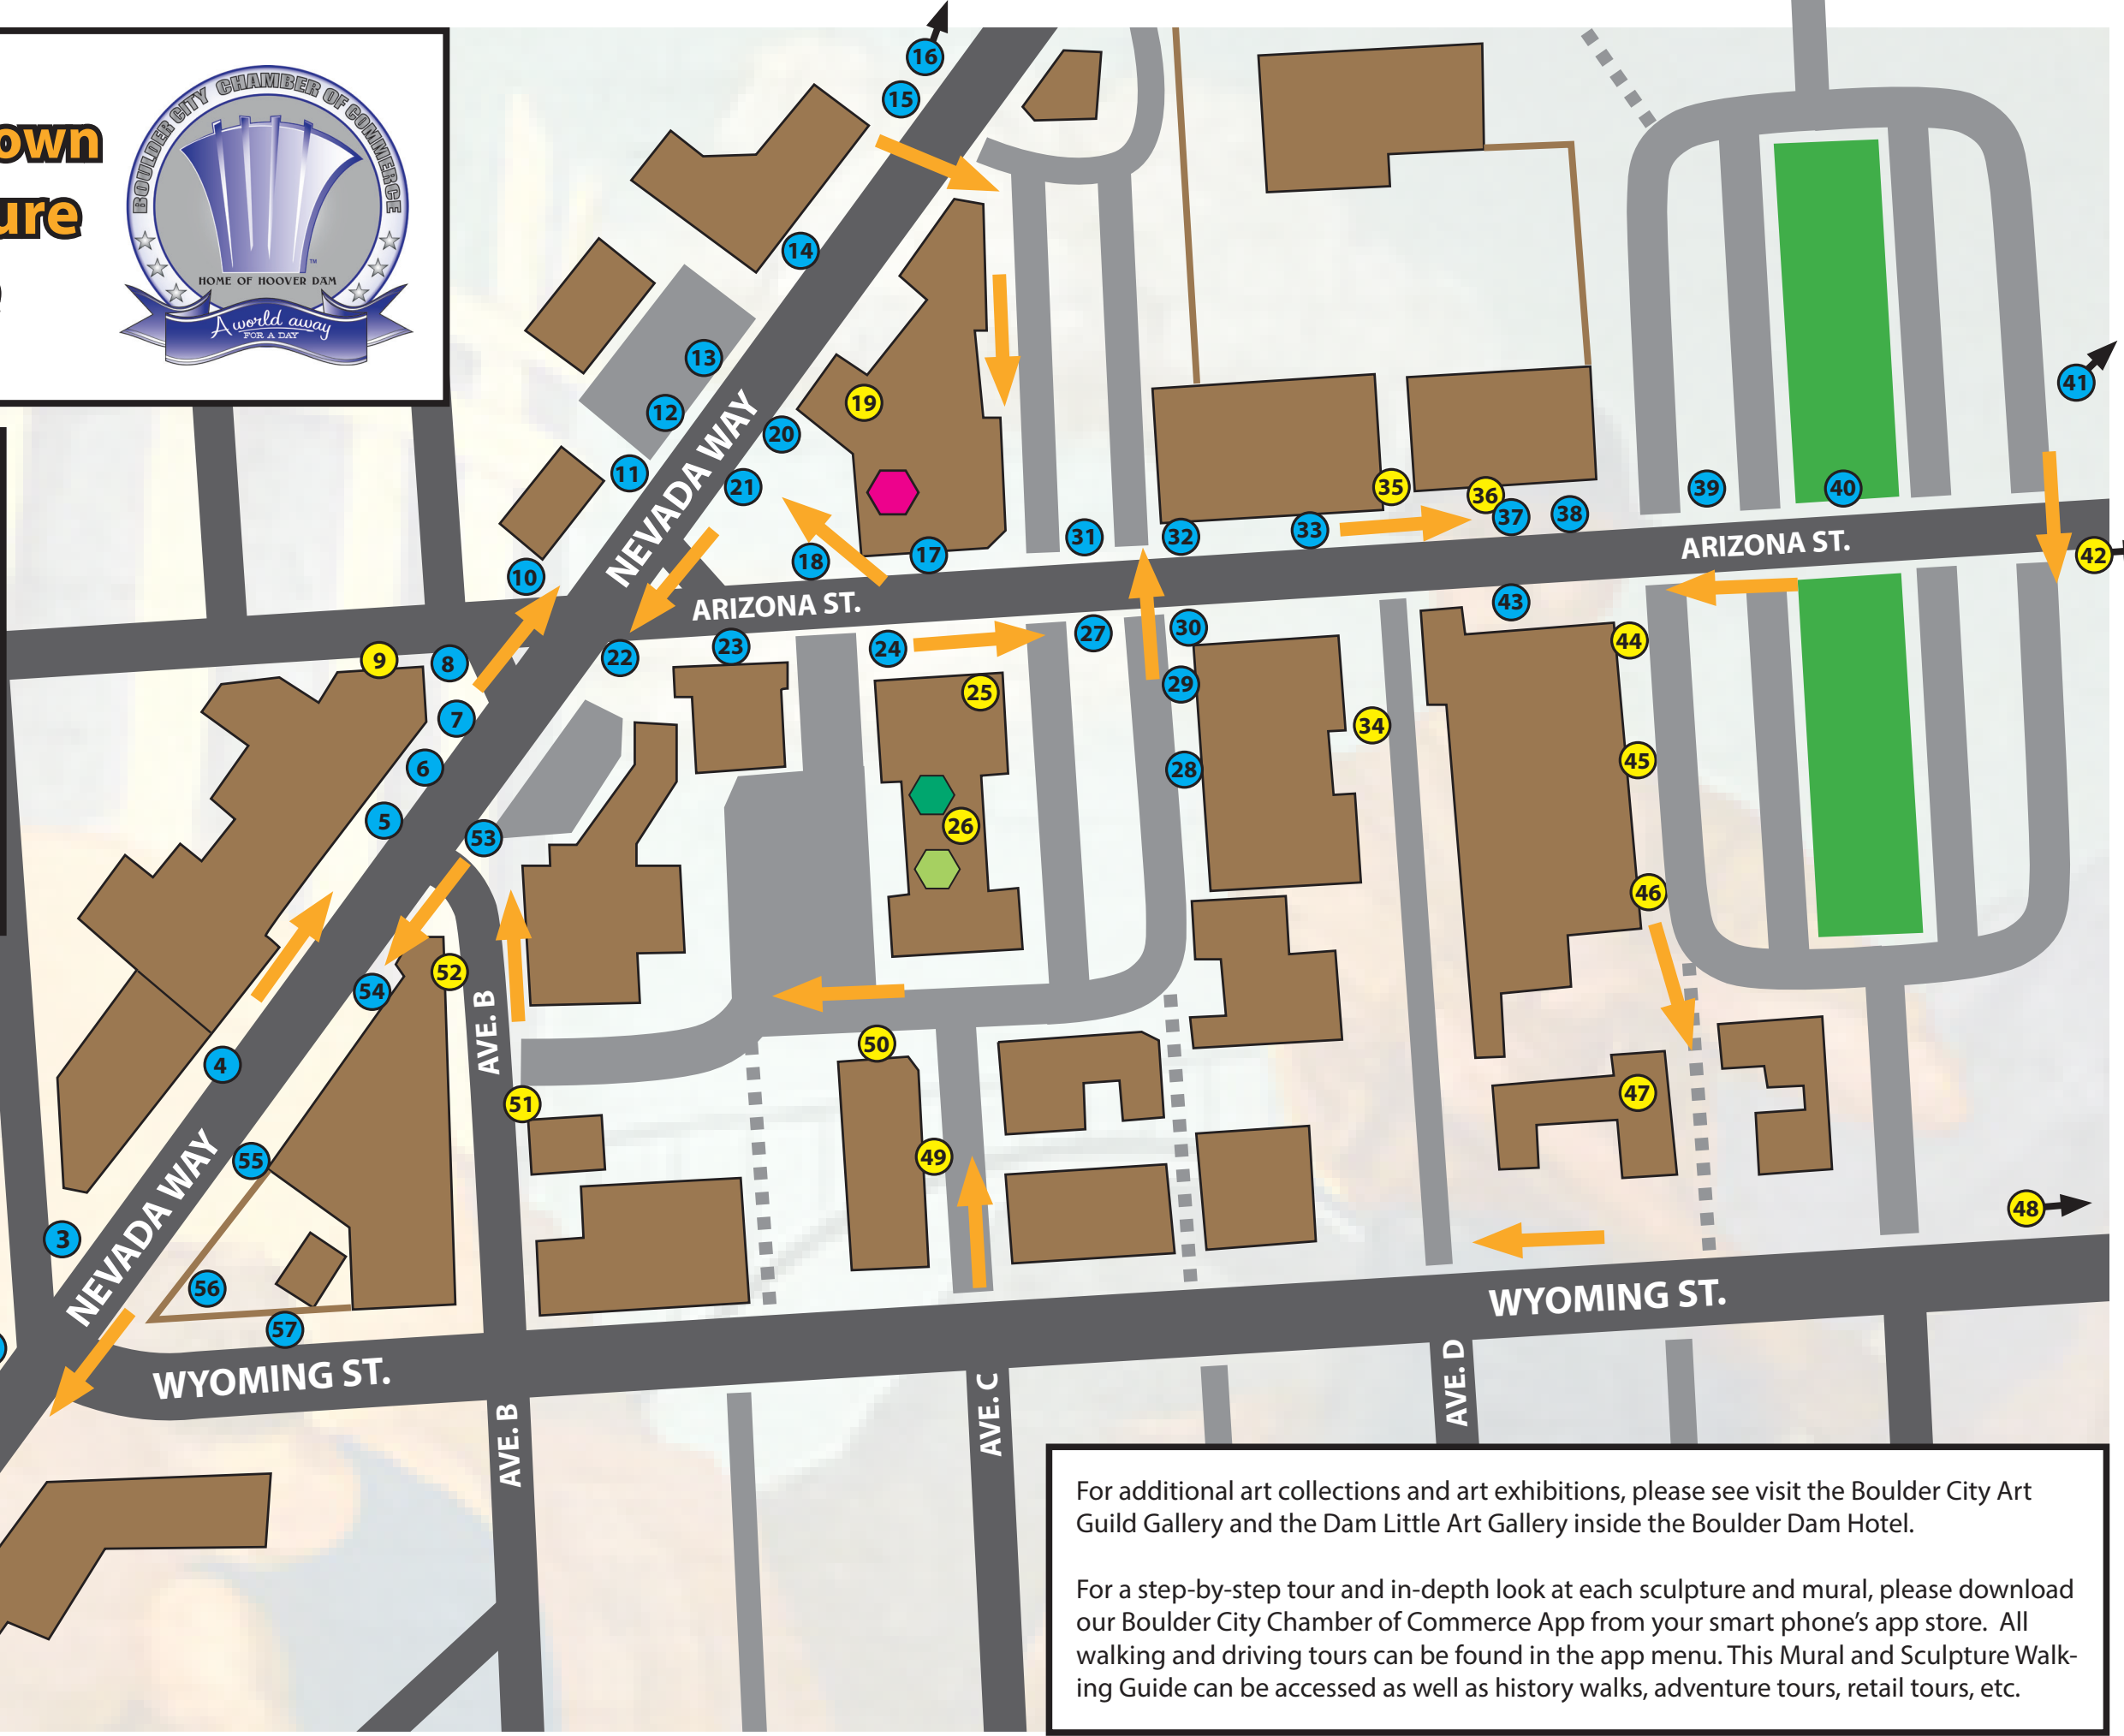 own
ure
BOULDER CITY CHAMBER OF COMMERCE
TM
HOME OF HOOVER DAM
A world away
FOR A DAY
16
15
14
13
12
11
10
19
20
21
NEVADA WAY
18
17
31
32
33
35
36
37
38
39
40
41
42
ARIZONA ST.
ARIZONA ST.
9
8
7
6
5
22
23
24
27
30
29
28
25
26
34
43
44
45
46
47
48
53
52
54
4
AVE. B
50
51
49
55
3
NEVADA WAY
56
57
WYOMING ST.
WYOMING ST.
AVE. B
AVE. C
AVE. D
For additional art collections and art exhibitions, please see visit the Boulder City Art
Guild Gallery and the Dam Little Art Gallery inside the Boulder Dam Hotel.
For a step-by-step tour and in-depth look at each sculpture and mural, please download
our Boulder City Chamber of Commerce App from your smart phone's app store. All
walking and driving tours can be found in the app menu. This Mural and Sculpture Walk-
ing Guide can be accessed as well as history walks, adventure tours, retail tours, etc.